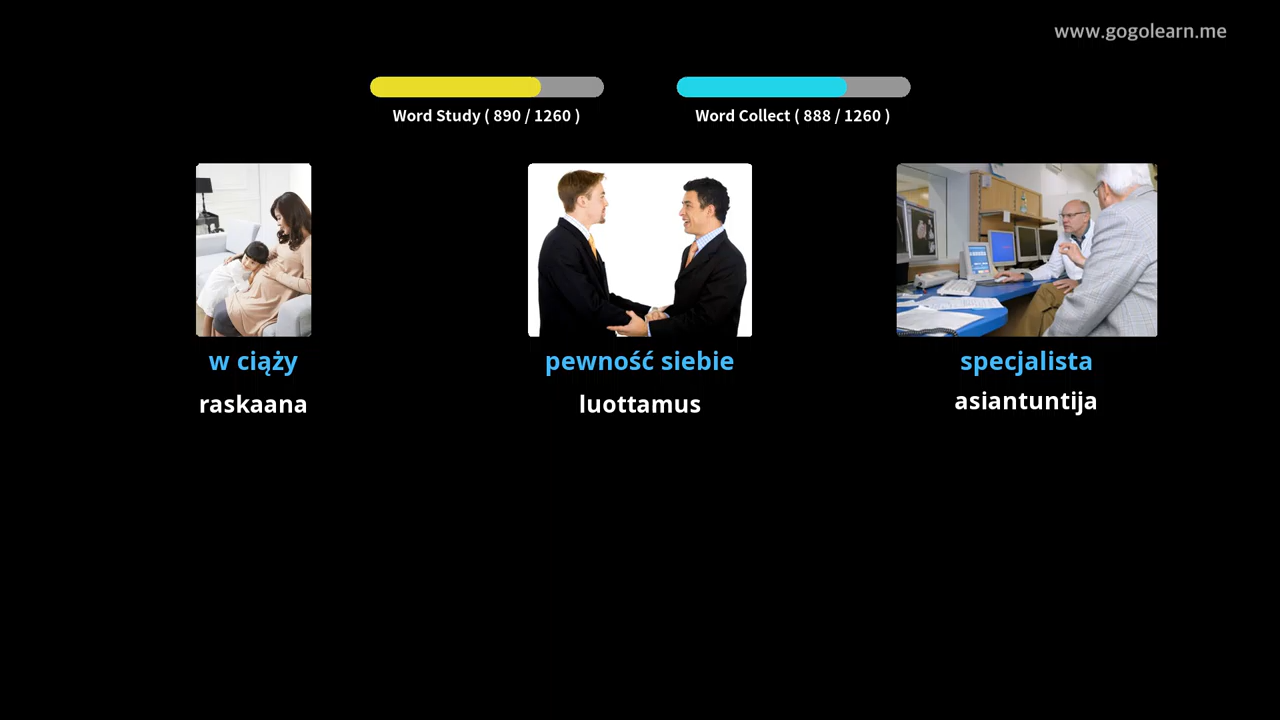 www.gogolearn.me
Word Study ( 890 / 1260 )
Word Collect ( 888 / 1260 )
w ciąży
pewność siebie
specjalista
raskaana
luottamus
asiantuntija